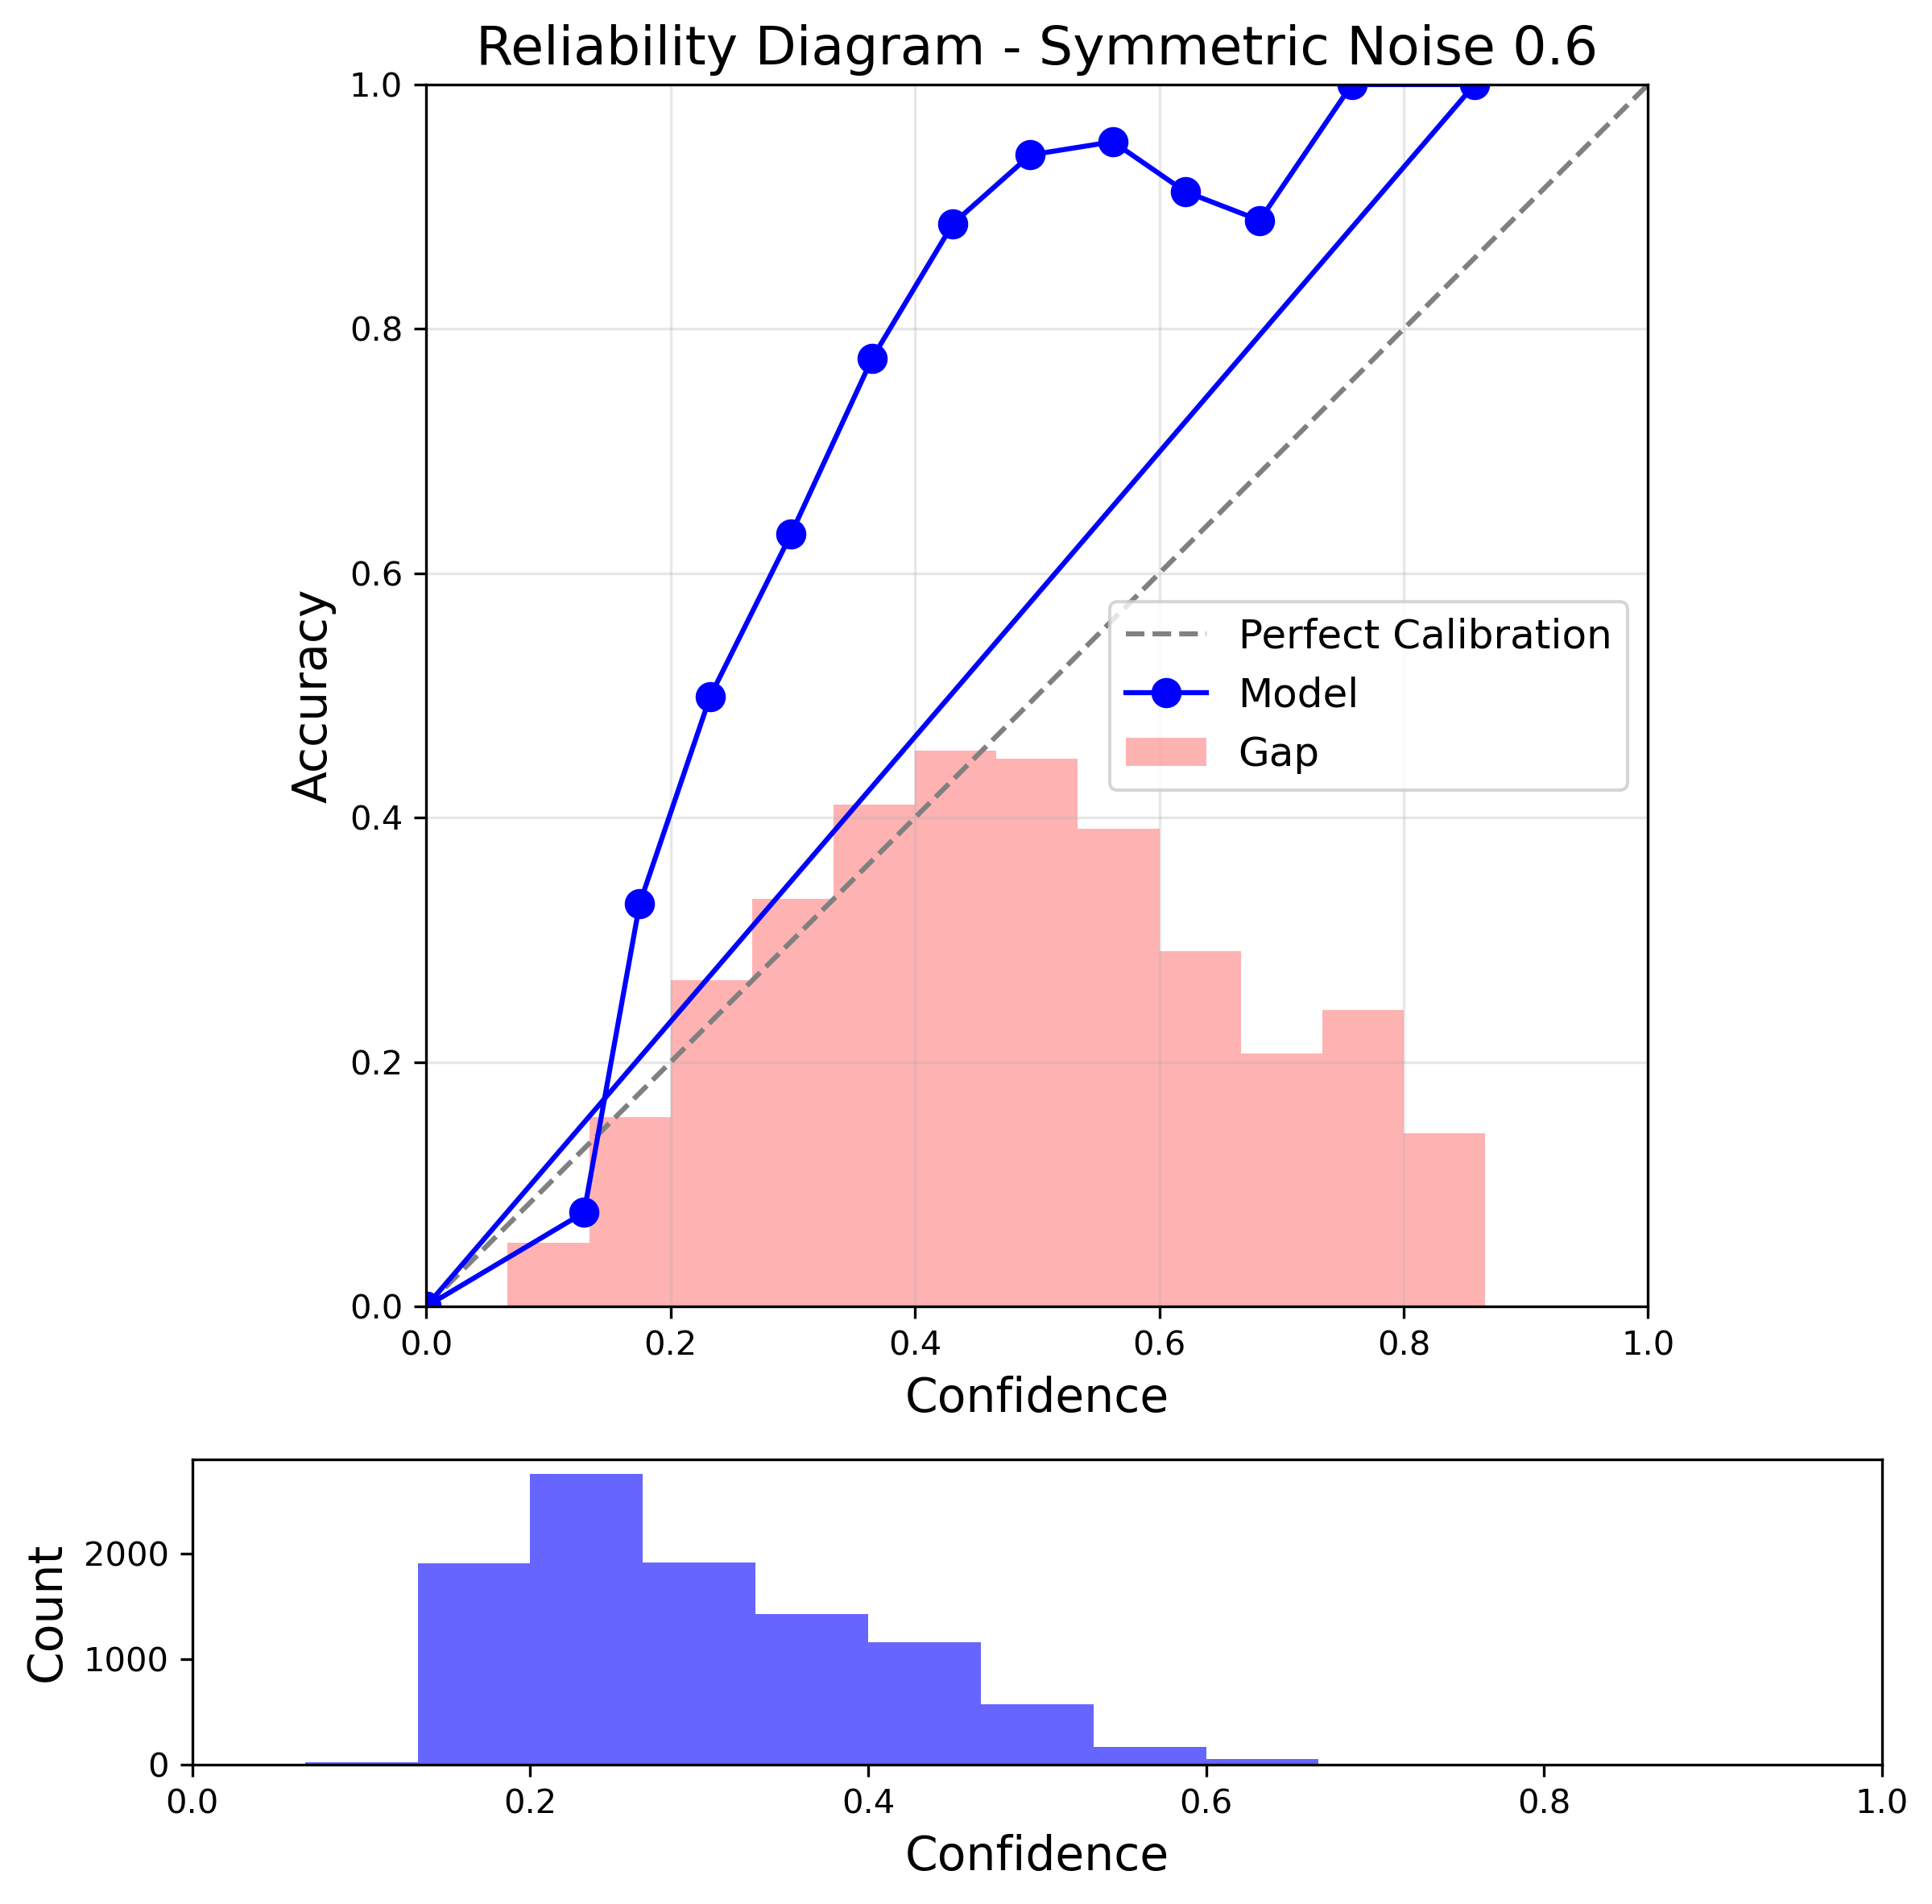 Reliability Diagram - Symmetric Noise 0.6
1.0
0.8
0.6
0.4
0.2
0.0
Accuracy
Perfect Calibration
Model
Gap
0.0 0.2 0.4 0.6 0.8 1.0
Confidence
2000
1000
0
Count
0.0 0.2 0.4 0.6 0.8 1.0
Confidence